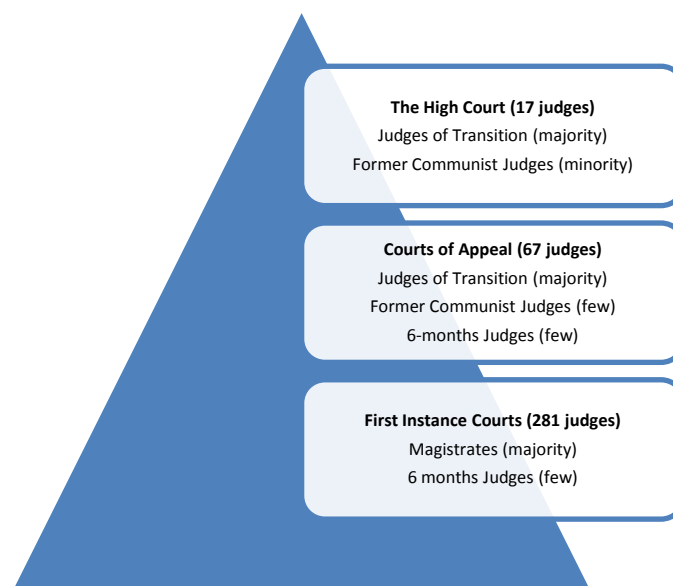 The High Court (17 judges)
Judges of Transition (majority)
Former Communist Judges (minority)
Courts of Appeal (67 judges)
Judges of Transition (majority)
Former Communist Judges (few)
6-months Judges (few)
First Instance Courts (281 judges)
Magistrates (majority)
6 months Judges (few)